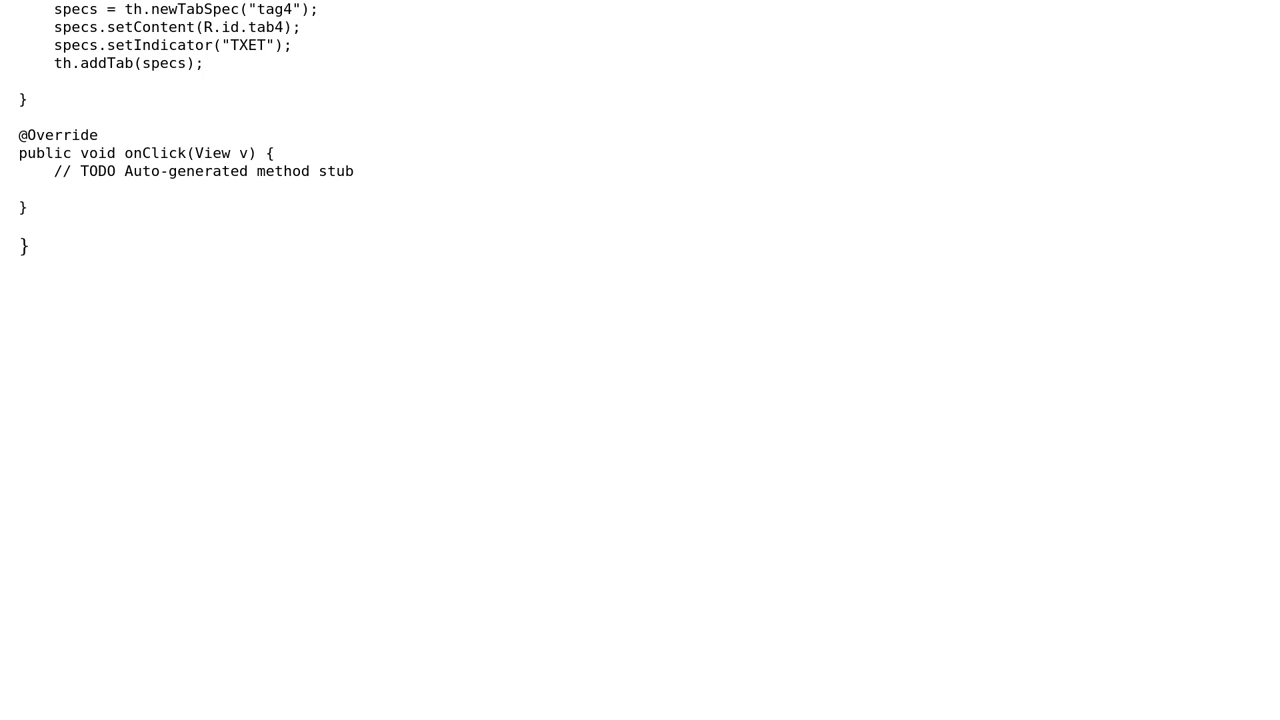 specs = th.newTabSpec("tag4");
    specs.setContent(R.id.tab4);
    specs.setIndicator("TXET");
    th.addTab(specs);

}

@Override
public void onClick(View v) {
    // TODO Auto-generated method stub

}

}